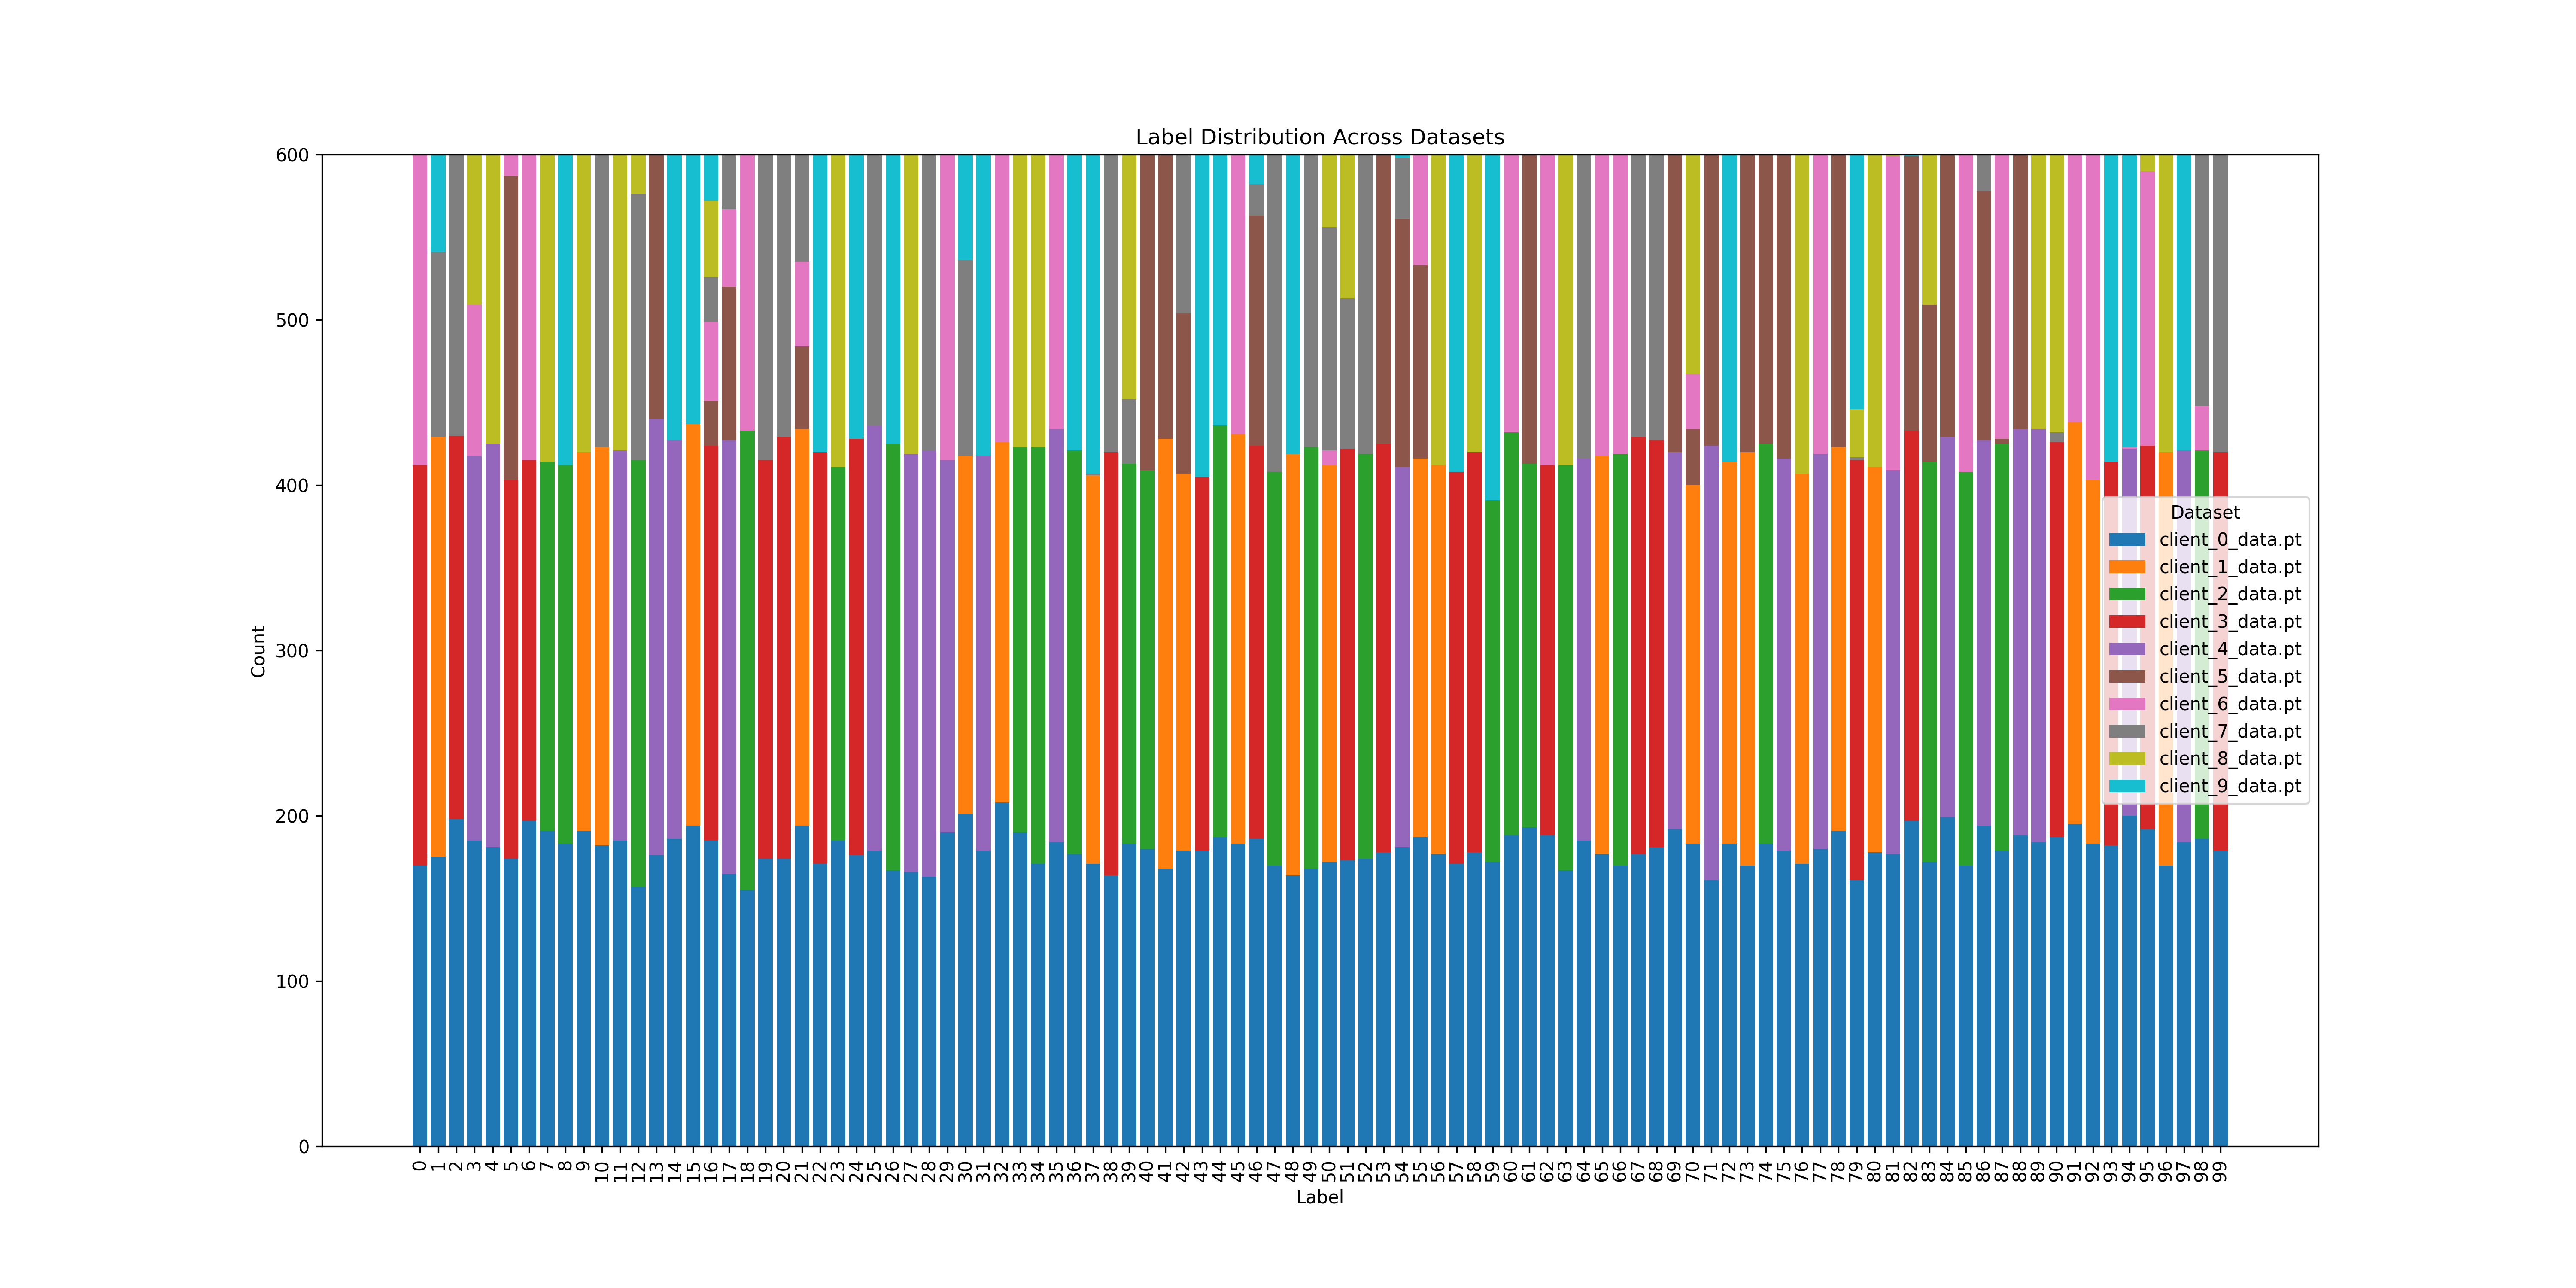 Label Distribution Across Datasets
600
500
400
300
200
100
0
Count
0 1 2 3 4 5 6 7 8 9 10 11 12 13 14 15 16 17 18 19 20 21 22 23 24 25 26 27 28 29 30 31 32 33 34 35 36 37 38 39 40 41 42 43 44 45 46 47 48 49 50 51 52 53 54 55 56 57 58 59 60 61 62 63 64 65 66 67 68 69 70 71 72 73 74 75 76 77 78 79 80 81 82 83 84 85 86 87 88 89 90 91 92 93 94 95 96 97 98 99
Label
Dataset
client_0_data.pt
client_1_data.pt
client_2_data.pt
client_3_data.pt
client_4_data.pt
client_5_data.pt
client_6_data.pt
client_7_data.pt
client_8_data.pt
client_9_data.pt